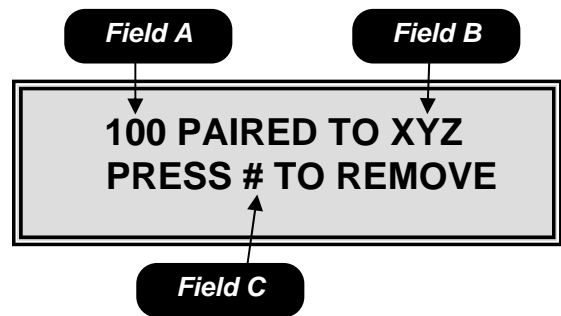 Field A Field B
100 PAIRED TO XYZ
PRESS # TO REMOVE
Field C